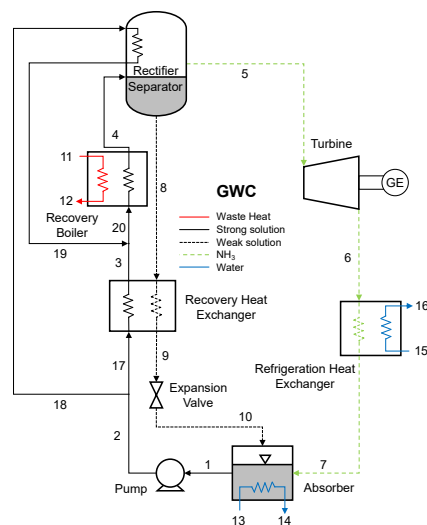 5
Rectifier
Separator
4
Turbine
11
GE
8
GWC
12
Recovery
Boiler
20
Waste Heat
Strong solution
Weak solution
NH₃
Water
19
3
6
Recovery Heat
Exchanger
16
15
17
9
Refrigeration Heat
Exchanger
Expansion
Valve
18
10
2
1
7
Pump
Absorber
13
14